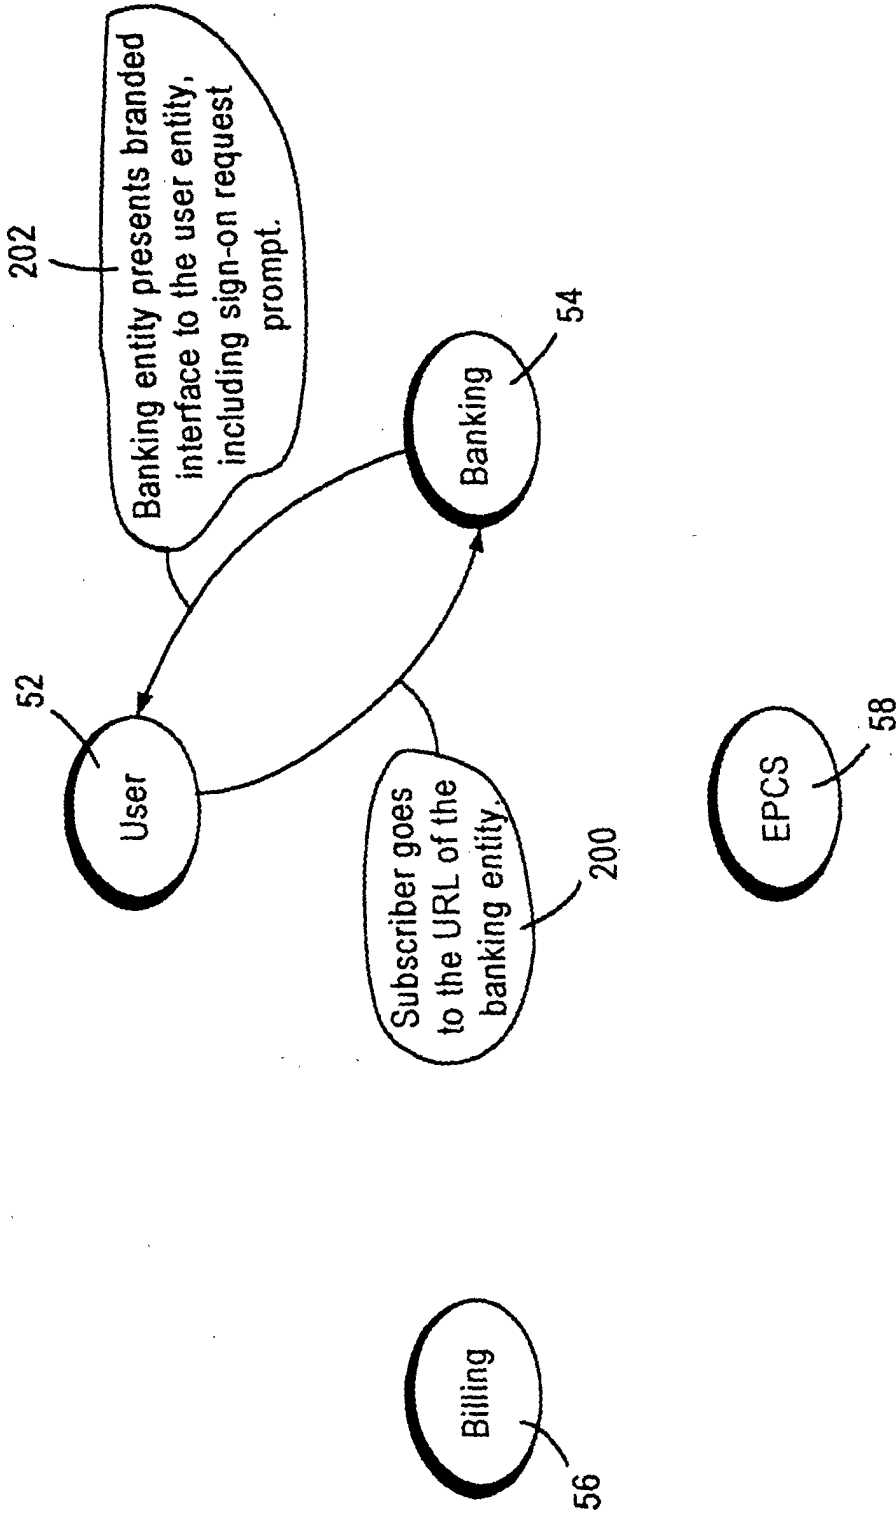 202
Banking entity presents branded
interface to the user entity,
including sign-on request
prompt.
52
User
Banking
54
Subscriber goes
to the URL of the
banking entity.
200
Billing
56
EPCS
58